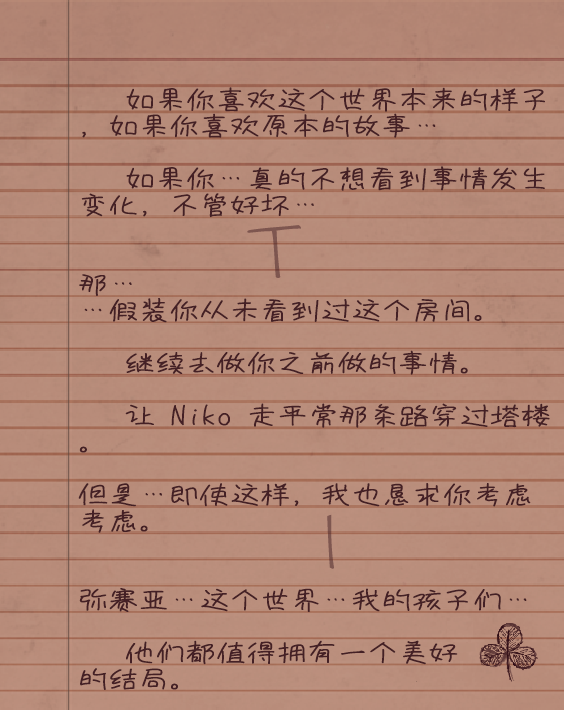 如果你喜欢这个世界本来的样子
，如果你喜欢原本的故事…
如果你…真的不想看到事情发生
变化，不管好坏…
那…
…假装你从未看到过这个房间。
继续去做你之前做的事情。
让 Niko 走平常那条路穿过塔楼
。
但是…即使这样，我也恳求你考虑
考虑。
弥赛亚…这个世界…我的孩子们…
他们都值得拥有一个美好
的结局。